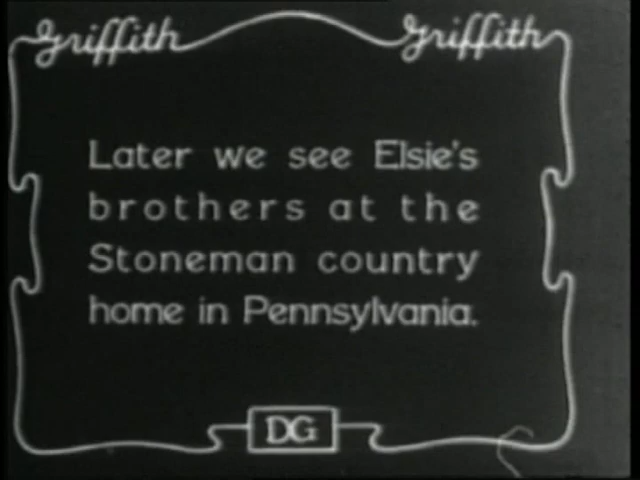 Griffith Griffith
Later we see Elsie's
brothers at the
Stoneman country
home in Pennsylvania.
DG